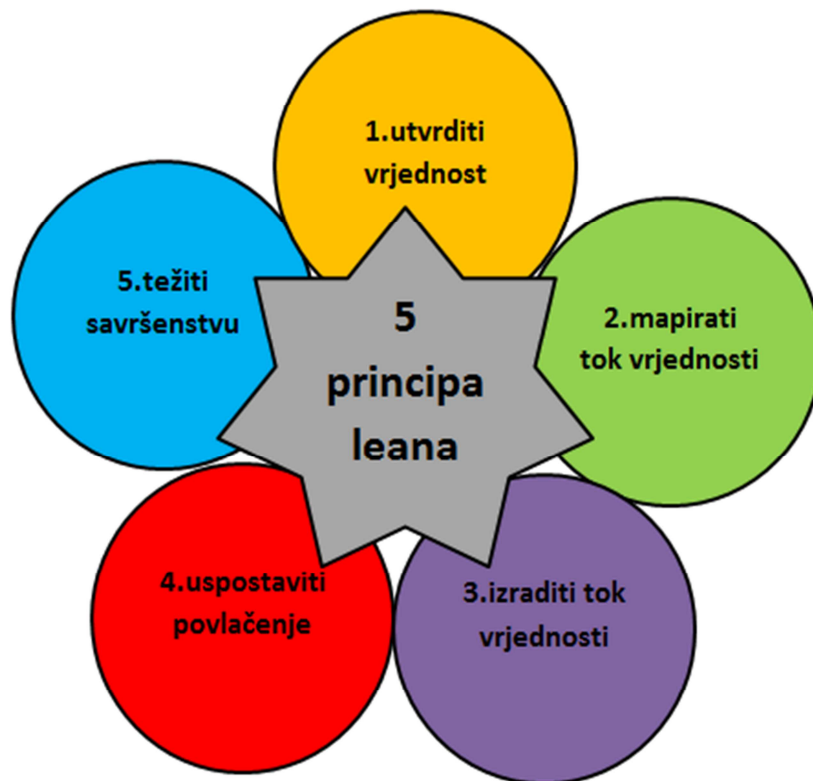 1.utvrditi
vrjednost
2.mapirati
tok vrjednosti
3.izraditi tok
vrjednosti
4.uspostaviti
povlačenje
5.težiti
savršenstvu
5
principa
leana